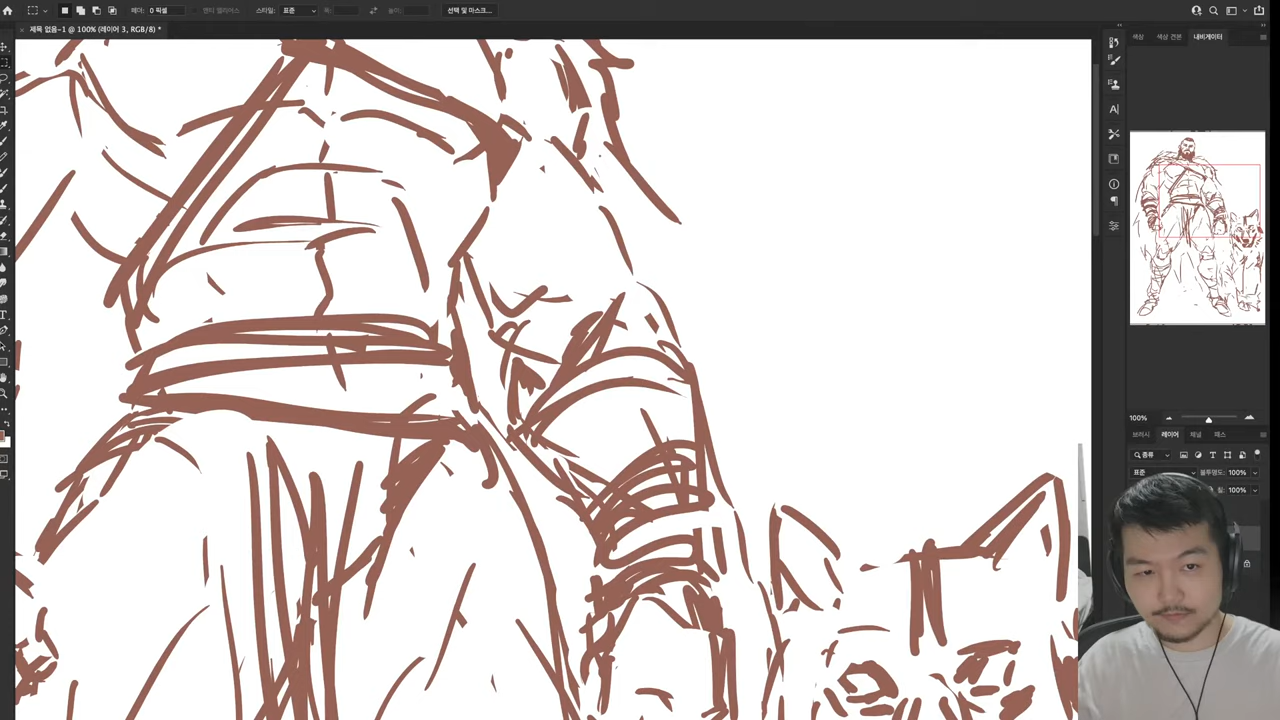 페더: 0 픽셀
앤티 앨리어스
스타일: 표준
폭:
높이:
선택 및 마스크...
제목 없음-1 @ 100% (레이어 3, RGB/8) *
색상
색상 견본
내비게이터
100%
브러시
레이어
채널
패스
종류
표준
불투명도: 100%
칠: 100%